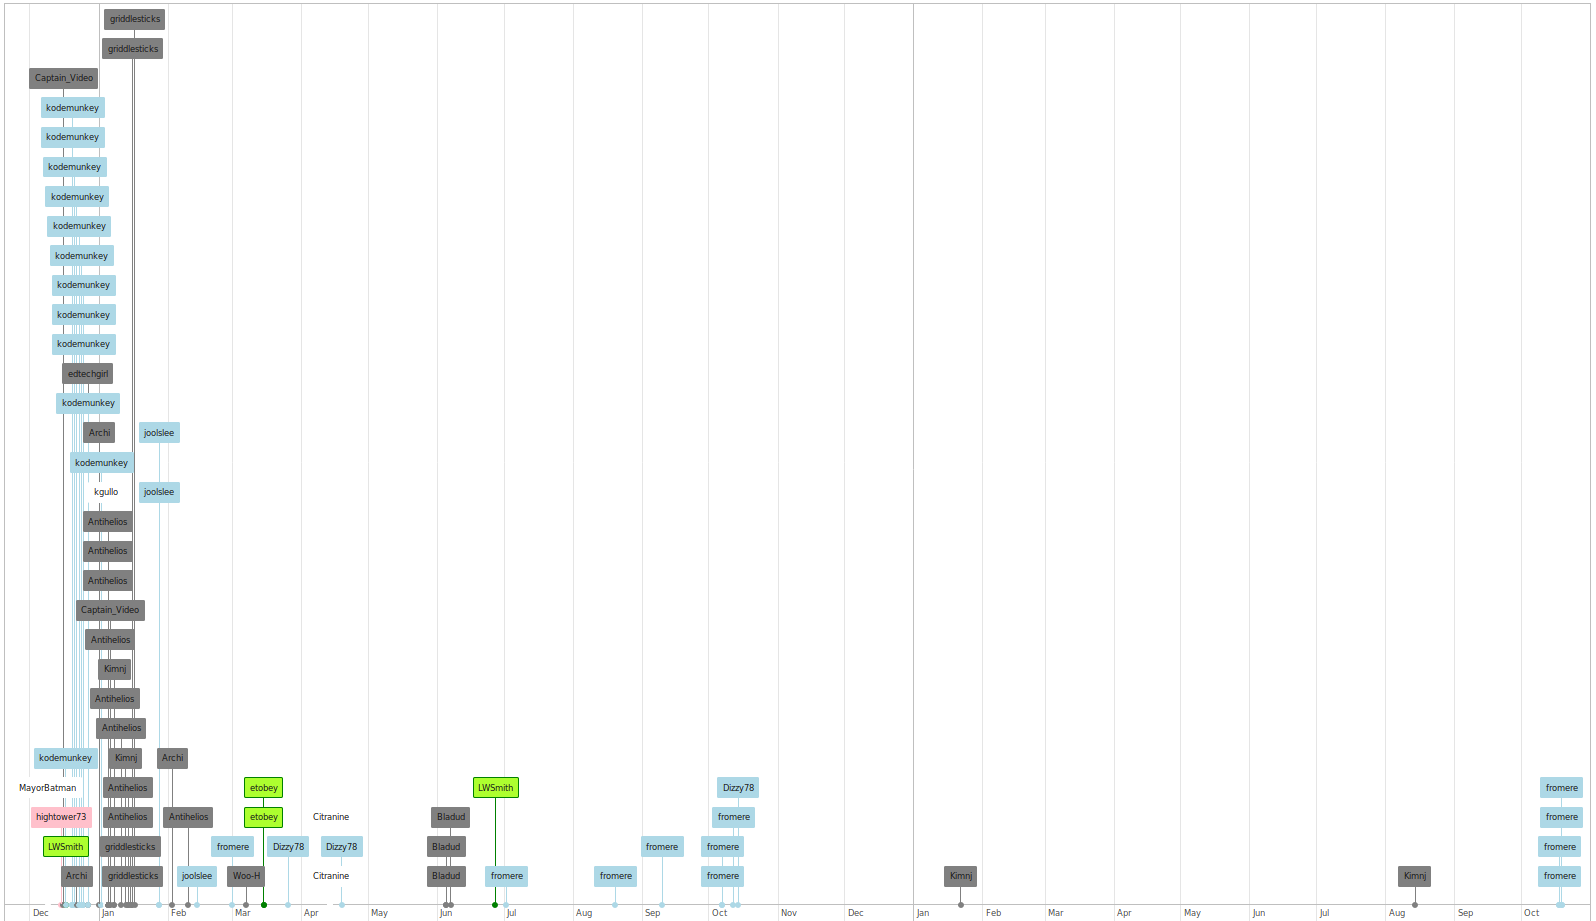 griddlesticks
griddlesticks
Captain_Video
kodemunkey
kodemunkey
kodemunkey
kodemunkey
kodemunkey
kodemunkey
kodemunkey
kodemunkey
kodemunkey
edtechgirl
kodemunkey
Archi joolslee
kodemunkey
kgullo joolslee
Antihelios
Antihelios
Antihelios
Captain_Video
Antihelios
Kimnj
Antihelios
Antihelios
kodemunkey Kimnj Archi
MayorBatman Antihelios etobey LWSmith Dizzy78 fromere
hightower73 Antihelios Antihelios etobey Citranine Bladud fromere fromere
LWSmith griddlesticks fromere Dizzy78 Dizzy78 Bladud fromere fromere fromere
Archi griddlesticks joolslee Woo-H Citranine Bladud fromere fromere fromere Kimnj Kimnj fromere
Dec Jan Feb Mar Apr May Jun Jul Aug Sep Oct Nov Dec Jan Feb Mar Apr May Jun Jul Aug Sep Oct